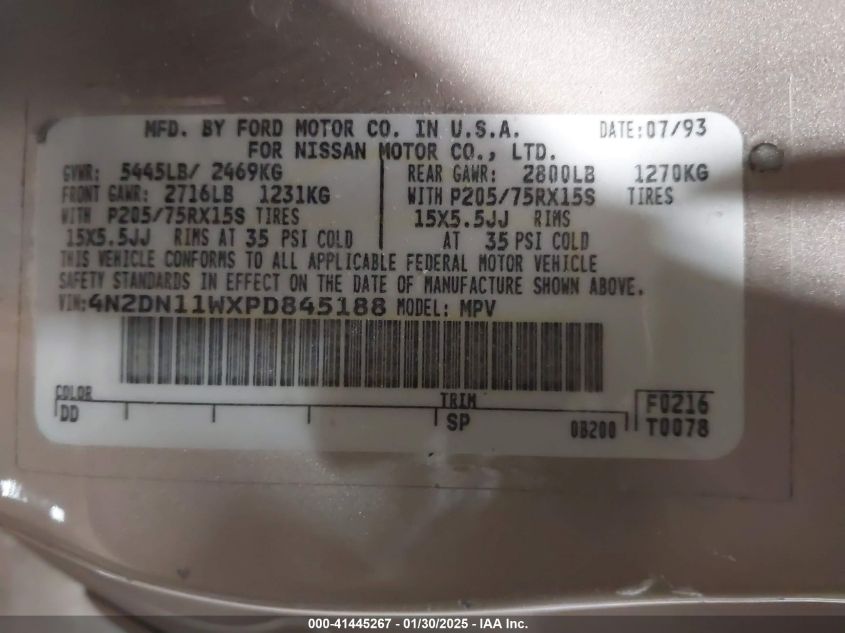 MFD. BY FORD MOTOR CO. IN U.S.A. DATE:07/93
FOR NISSAN MOTOR CO., LTD.
GVWR: 5445LB/ 2469KG
FRONT GAWR: 2716LB 1231KG
WITH P205/75RX15S TIRES
15X5.5JJ RIMS AT 35 PSI COLD
REAR GAWR: 2800LB 1270KG
WITH P205/75RX15S TIRES
15X5.5JJ RIMS
AT 35 PSI COLD
THIS VEHICLE CONFORMS TO ALL APPLICABLE FEDERAL MOTOR VEHICLE
SAFETY STANDARDS IN EFFECT ON THE DATE OF MANUFACTURE SHOWN ABOVE.
VIN:4N2DN11WXPD845188 MODEL: MPV
COLOR TRIM
DD SP 0B200
F0216
T0078
000-41445267 - 01/30/2025 - IAA, Inc.